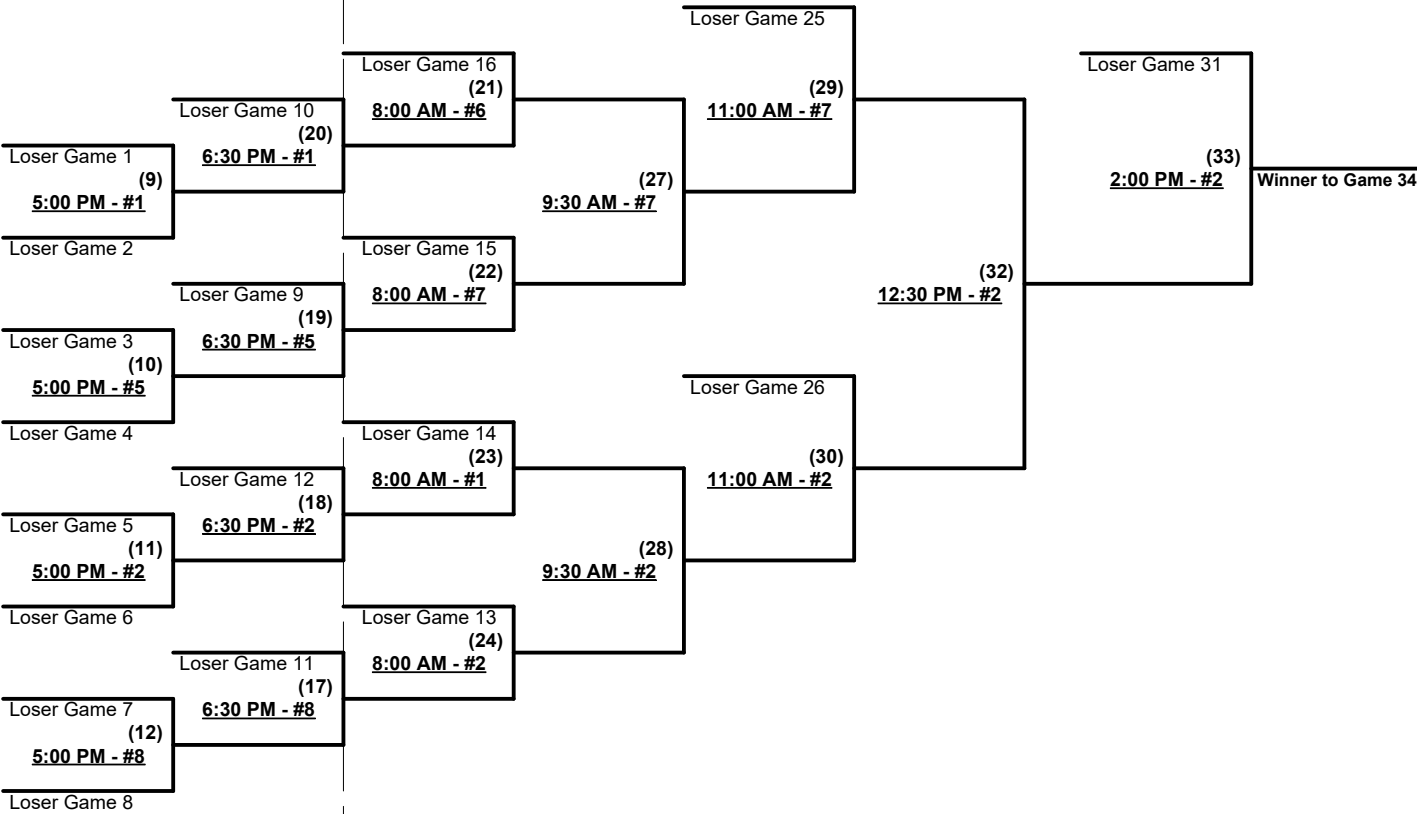 Loser Game 25
Loser Game 16
Loser Game 31
(21)
(29)
8:00 AM - #6
11:00 AM - #7
Loser Game 10
(20)
Loser Game 1
6:30 PM - #1
(33)
(9)
(27)
2:00 PM - #2
Winner to Game 34
5:00 PM - #1
9:30 AM - #7
Loser Game 2
Loser Game 15
(22)
(32)
Loser Game 9
8:00 AM - #7
12:30 PM - #2
(19)
Loser Game 3
6:30 PM - #5
(10)
5:00 PM - #5
Loser Game 26
Loser Game 4
Loser Game 14
(23)
(30)
Loser Game 12
8:00 AM - #1
11:00 AM - #2
(18)
Loser Game 5
6:30 PM - #2
(11)
(28)
5:00 PM - #2
9:30 AM - #2
Loser Game 6
Loser Game 13
(24)
Loser Game 11
8:00 AM - #2
(17)
Loser Game 7
6:30 PM - #8
(12)
5:00 PM - #8
Loser Game 8